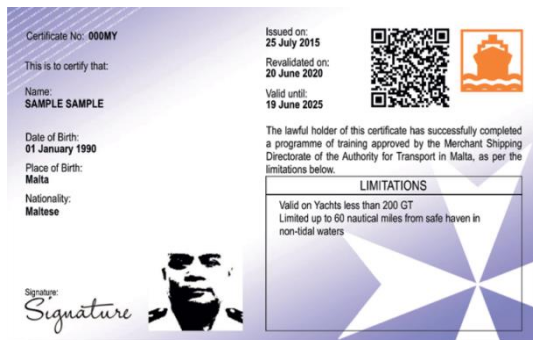 Certificate No: 000MY
This is to certify that:
Name:
SAMPLE SAMPLE
Date of Birth:
01 January 1990
Place of Birth:
Malta
Nationality:
Maltese
Signature:
Signature
Issued on:
25 July 2015
Revalidated on:
20 June 2020
Valid until:
19 June 2025
The lawful holder of this certificate has successfully completed
a programme of training approved by the Merchant Shipping
Directorate of the Authority for Transport in Malta, as per the
limitations below.
LIMITATIONS
Valid on Yachts less than 200 GT
Limited up to 60 nautical miles from safe haven in
non-tidal waters